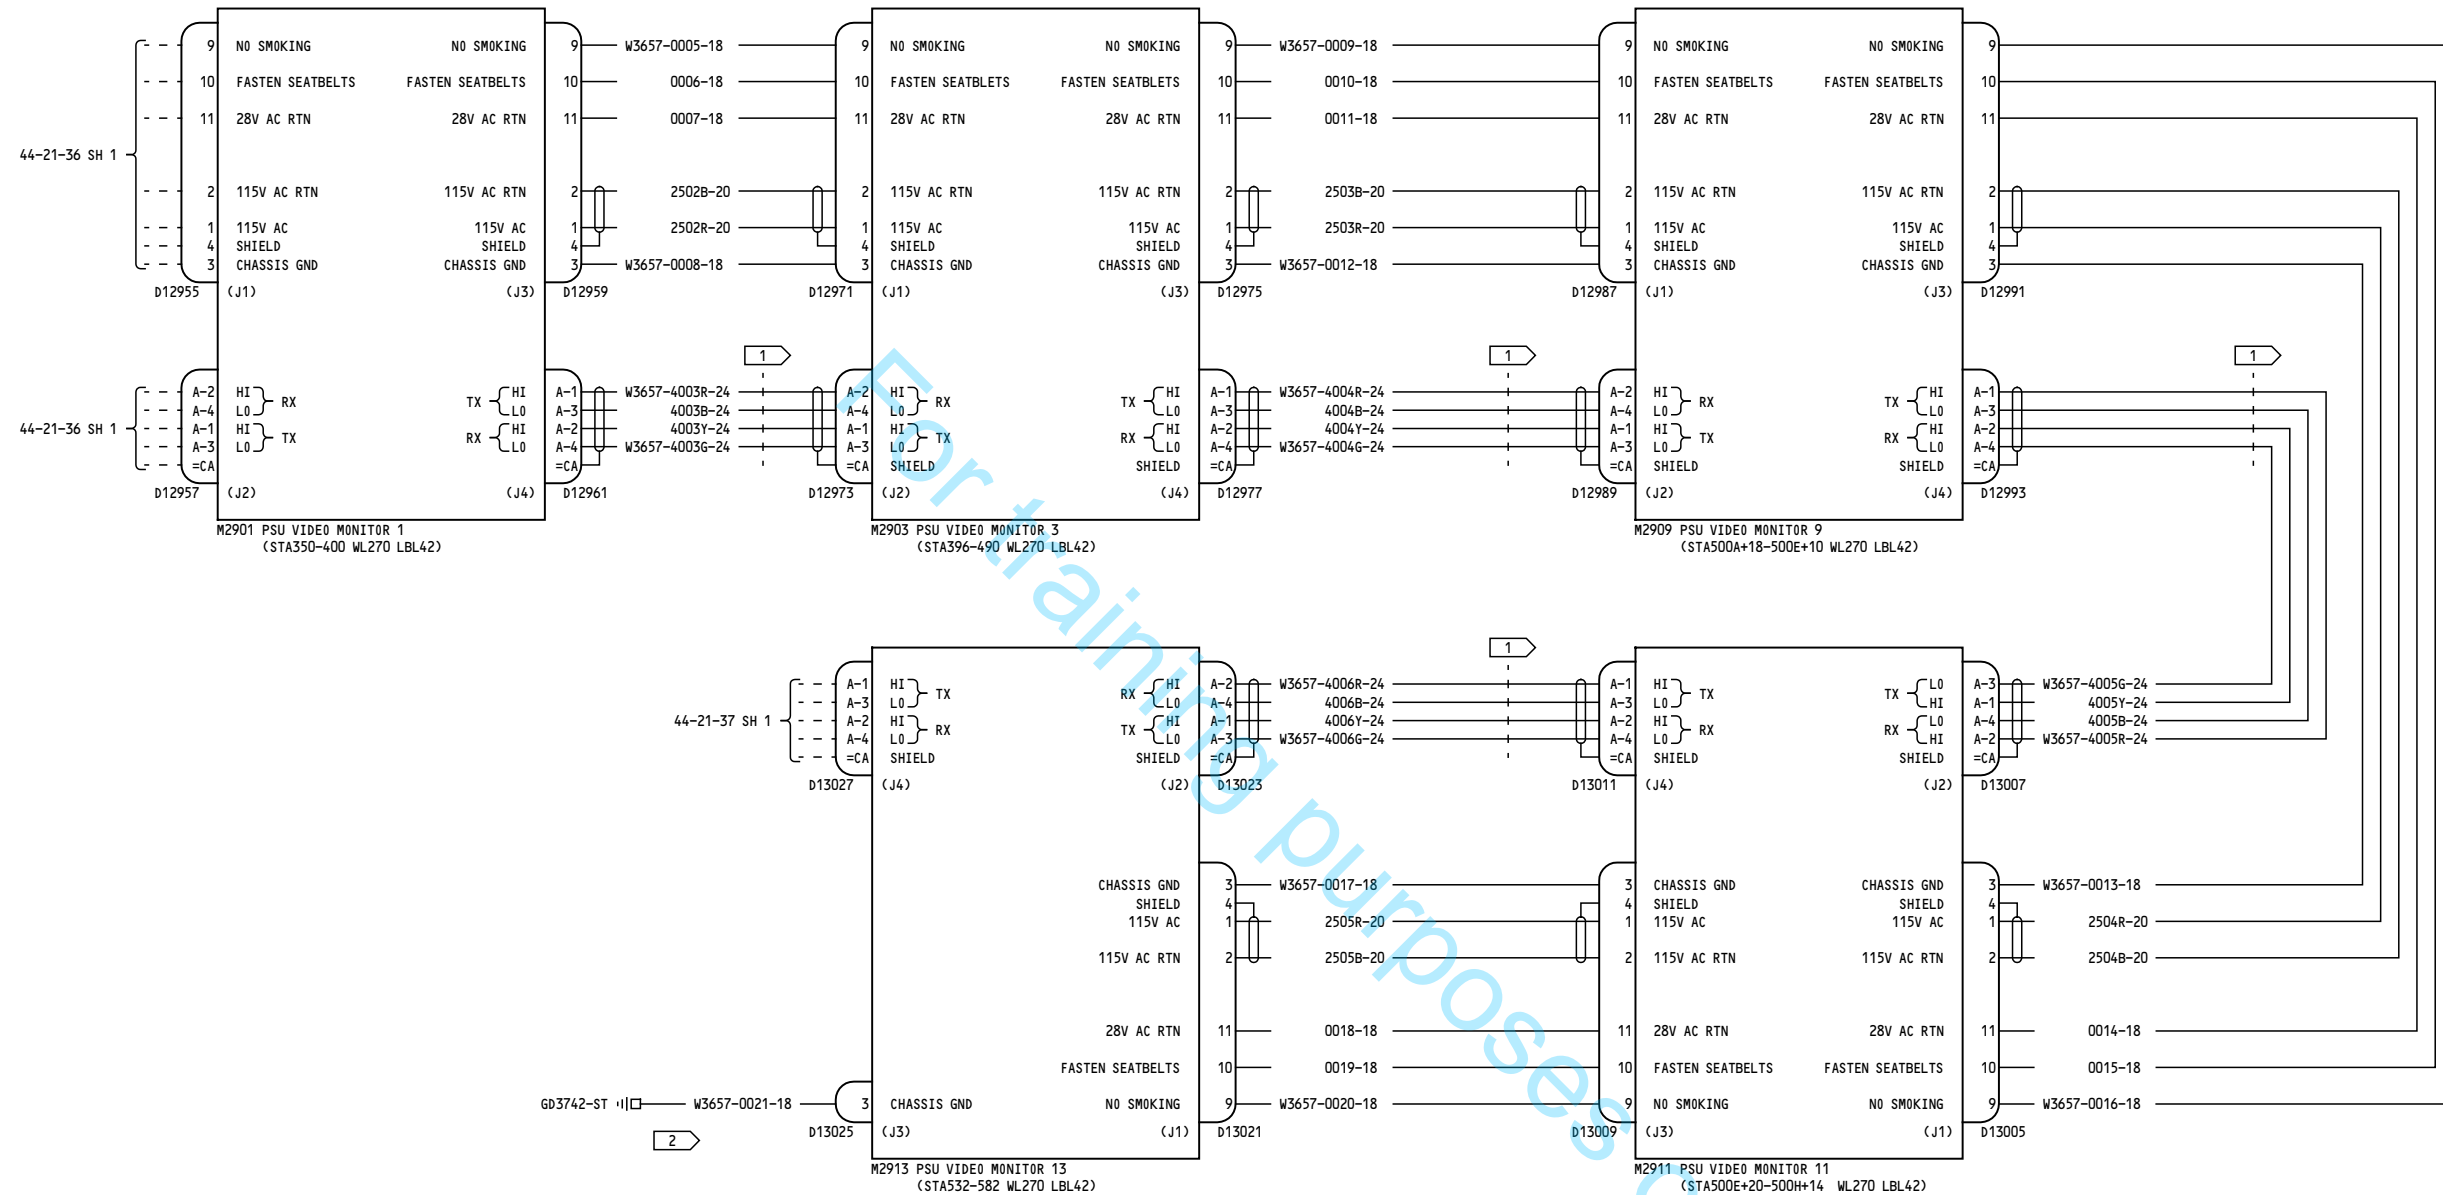 9 NO SMOKING NO SMOKING 9 W3657-0005-18 9 NO SMOKING NO SMOKING 9 W3657-0009-18 9 NO SMOKING NO SMOKING 9
10 FASTEN SEATBELTS FASTEN SEATBELTS 10 0006-18 10 FASTEN SEATBLETS FASTEN SEATBELTS 10 0010-18 10 FASTEN SEATBELTS FASTEN SEATBELTS 10
11 28V AC RTN 28V AC RTN 11 0007-18 11 28V AC RTN 28V AC RTN 11 0011-18 11 28V AC RTN 28V AC RTN 11
44-21-36 SH 1
2 115V AC RTN 115V AC RTN 2 2502B-20 2 115V AC RTN 115V AC RTN 2 2503B-20 2 115V AC RTN 115V AC RTN 2
1 115V AC 115V AC 1 2502R-20 1 115V AC 115V AC 1 2503R-20 1 115V AC 115V AC 1
4 SHIELD SHIELD 4 4 SHIELD SHIELD 4 4 SHIELD SHIELD 4
3 CHASSIS GND CHASSIS GND 3 W3657-0008-18 3 CHASSIS GND CHASSIS GND 3 W3657-0012-18 3 CHASSIS GND CHASSIS GND 3
D12955 (J1) (J3) D12959 D12971 (J1) (J3) D12975 D12987 (J1) (J3) D12991
1 1 1
A-2 HI RX TX HI A-1 W3657-4003R-24 A-2 HI RX TX HI A-1 W3657-4004R-24 A-2 HI RX TX HI A-1
A-4 LO LO A-3 4003B-24 A-4 LO LO A-3 4004B-24 A-4 LO LO A-3
44-21-36 SH 1 A-1 HI TX RX HI A-2 4003Y-24 A-1 HI TX RX HI A-2 4004Y-24 A-1 HI TX RX HI A-2
A-3 LO LO A-4 W3657-4003G-24 A-3 LO LO A-4 W3657-4004G-24 A-3 LO LO A-4
=CA =CA =CA SHIELD SHIELD =CA =CA SHIELD SHIELD =CA
D12957 (J2) (J4) D12961 D12973 (J2) (J4) D12977 D12989 (J2) (J4) D12993
M2901 PSU VIDEO MONITOR 1 M2903 PSU VIDEO MONITOR 3 M2909 PSU VIDEO MONITOR 9
(STA350-400 WL270 LBL42) (STA396-490 WL270 LBL42) (STA500A+18-500E+10 WL270 LBL42)
1
A-1 HI TX RX HI A-2 W3657-4006R-24 A-1 HI TX TX LO A-3 W3657-4005G-24
A-3 LO LO A-4 4006B-24 A-3 LO HI A-1 4005Y-24
44-21-37 SH 1 A-2 HI RX TX HI A-1 4006Y-24 A-2 HI RX RX LO A-4 4005B-24
A-4 LO LO A-3 W3657-4006G-24 A-4 LO HI A-2 W3657-4005R-24
=CA SHIELD SHIELD =CA =CA SHIELD SHIELD =CA
D13027 (J4) (J2) D13023 D13011 (J4) (J2) D13007
CHASSIS GND 3 W3657-0017-18 3 CHASSIS GND CHASSIS GND 3 W3657-0013-18
SHIELD 4 4 SHIELD SHIELD 4
115V AC 1 2505R-20 1 115V AC 115V AC 1 2504R-20
115V AC RTN 2 2505B-20 2 115V AC RTN 115V AC RTN 2 2504B-20
28V AC RTN 11 0018-18 11 28V AC RTN 28V AC RTN 11 0014-18
FASTEN SEATBELTS 10 0019-18 10 FASTEN SEATBELTS FASTEN SEATBELTS 10 0015-18
GD3742-ST W3657-0021-18 3 CHASSIS GND NO SMOKING 9 W3657-0020-18 9 NO SMOKING NO SMOKING 9 W3657-0016-18
2 D13025 (J3) (J1) D13021 D13009 (J3) (J1) D13005
M2913 PSU VIDEO MONITOR 13 M2911 PSU VIDEO MONITOR 11
(STA532-582 WL270 LBL42) (STA500E+20-500H+14 WL270 LBL42)
For training purposes